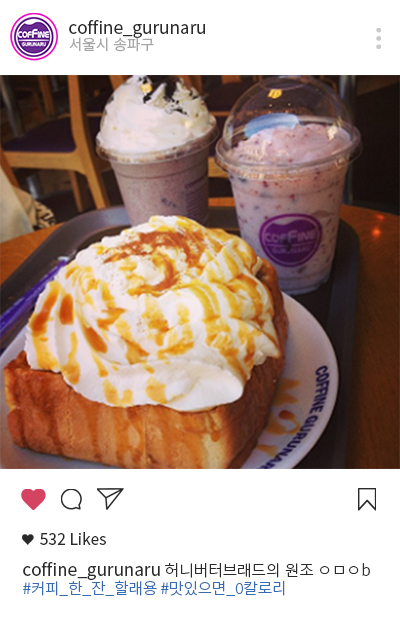 COFFINE
GURUNARU
coffine_gurunaru
서울시 송파구
COFFINE
GURUNARU
COFFINE GURUNARU
532 Likes
coffine_gurunaru 허니버터브래드의 원조 ㅇㅁㅇb
#커피_한_잔_할래용 #맛있으면_0칼로리